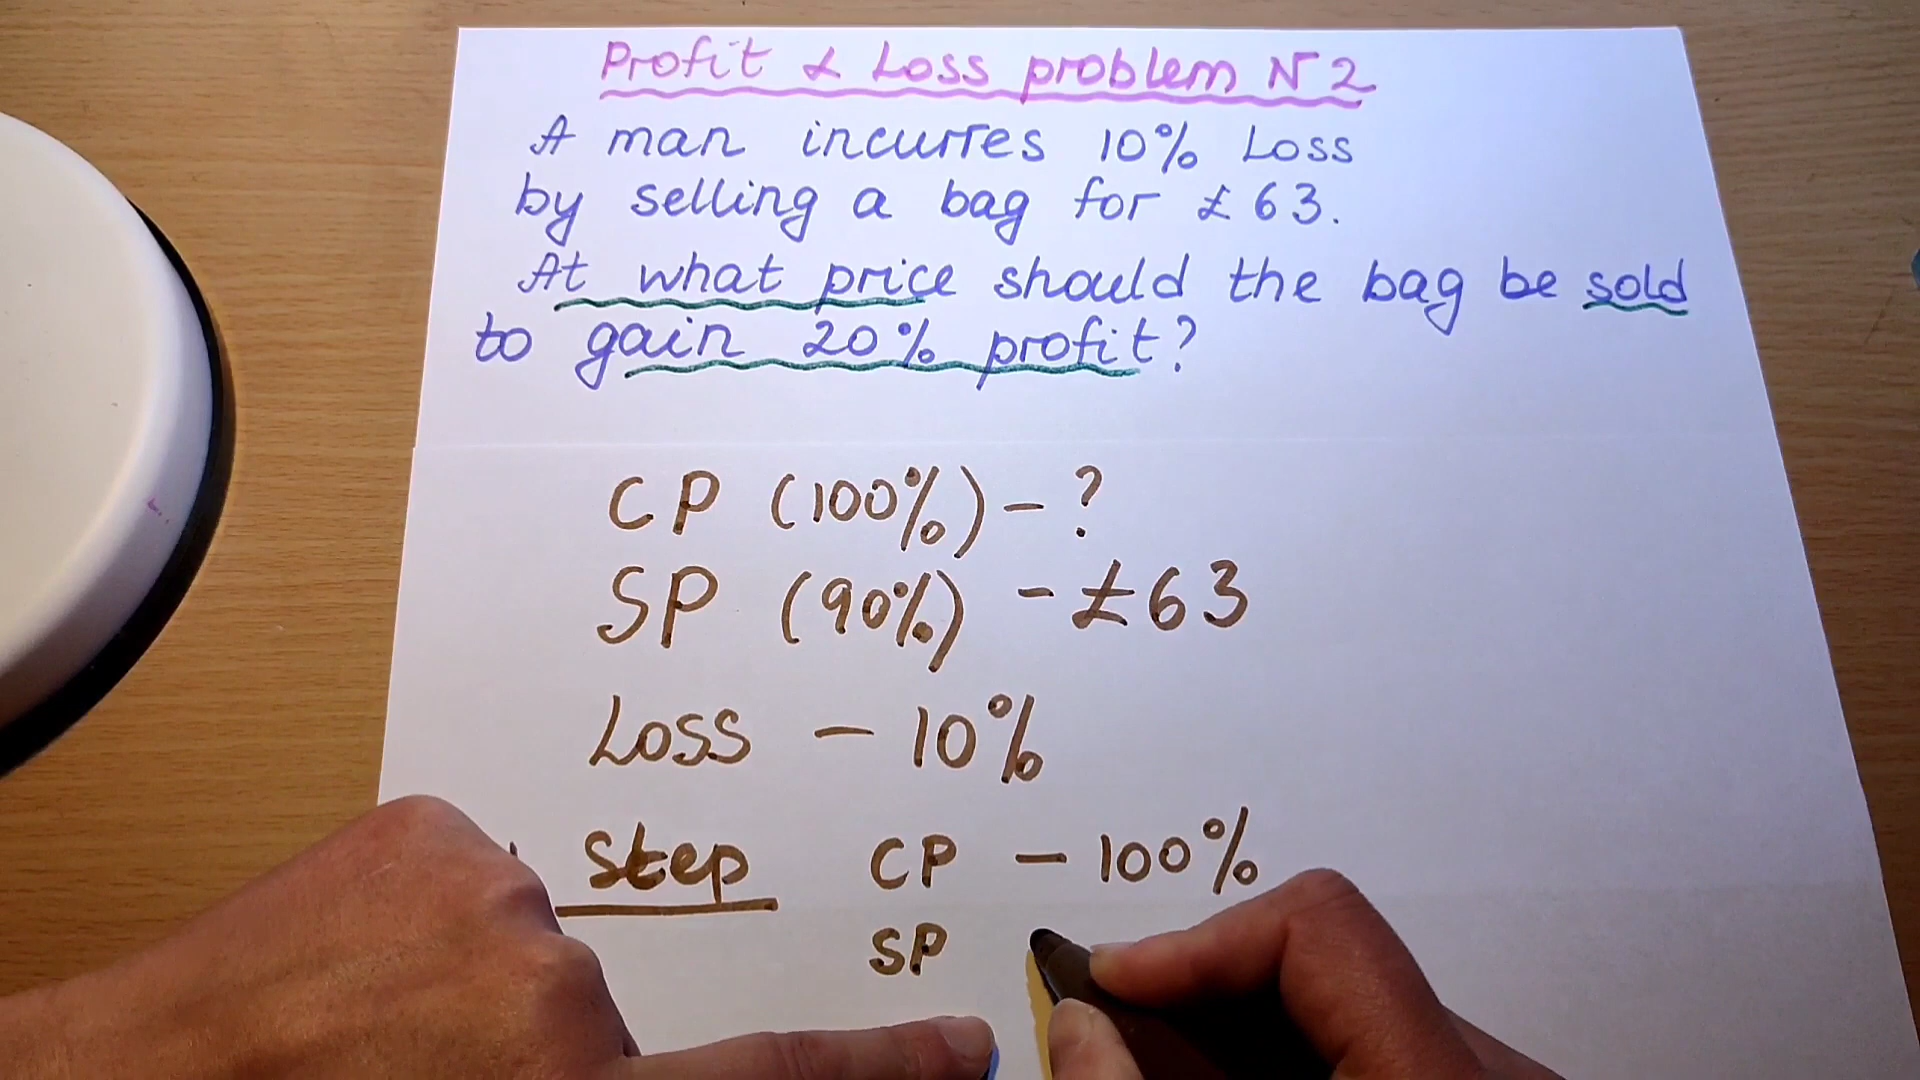 Profit & Loss problem N 2
A man incurres 10% Loss
by selling a bag for £63.
At what price should the bag be sold
to gain 20% profit?
CP (100%) - ?
SP (90%) - £63
Loss - 10%
Step CP - 100%
SP